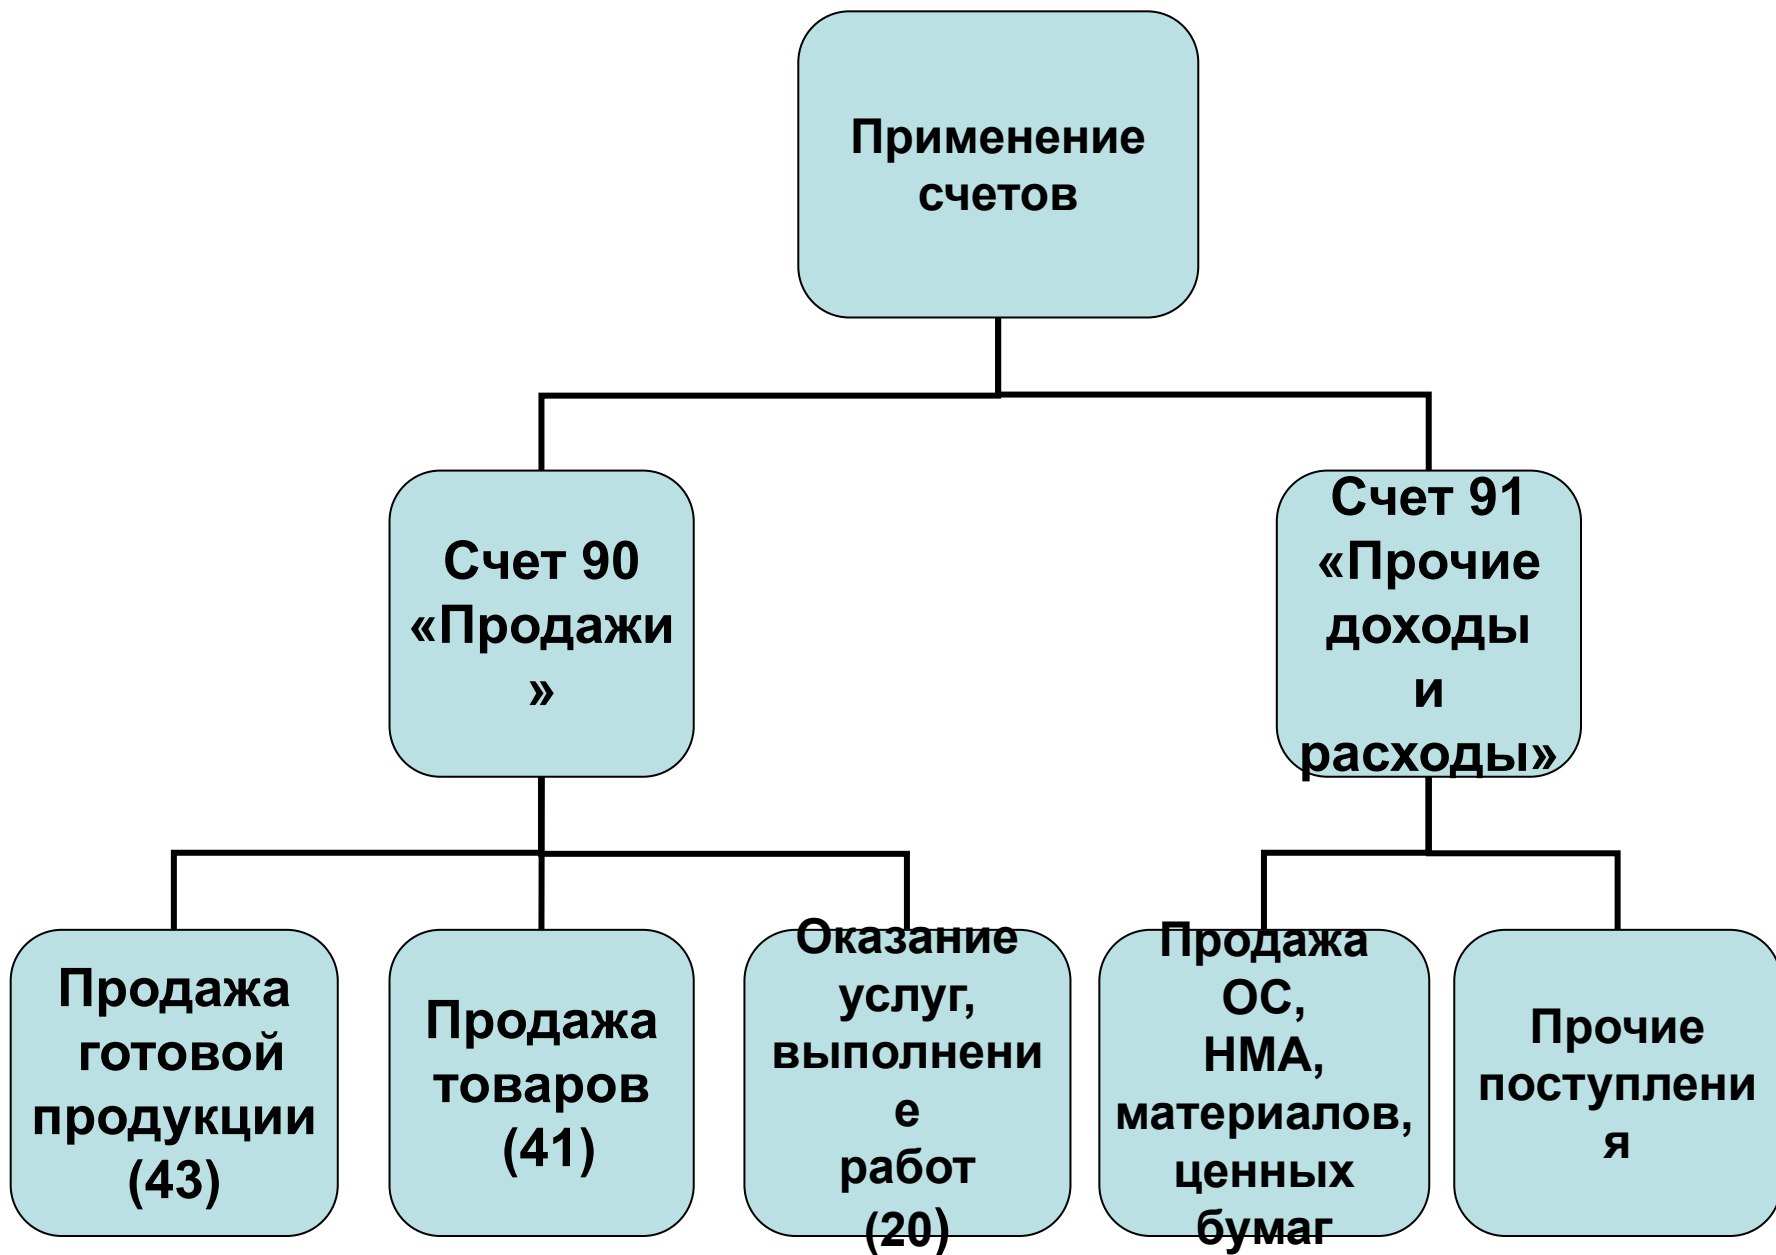 Применение
счетов
Счет 90
«Продажи
»
Счет 91
«Прочие
доходы
и
расходы»
Продажа
готовой
продукции
(43)
Продажа
товаров
(41)
Оказание
услуг,
выполнени
е
работ
(20)
Продажа
ОС,
НМА,
материалов,
ценных
бумаг
Прочие
поступлени
я